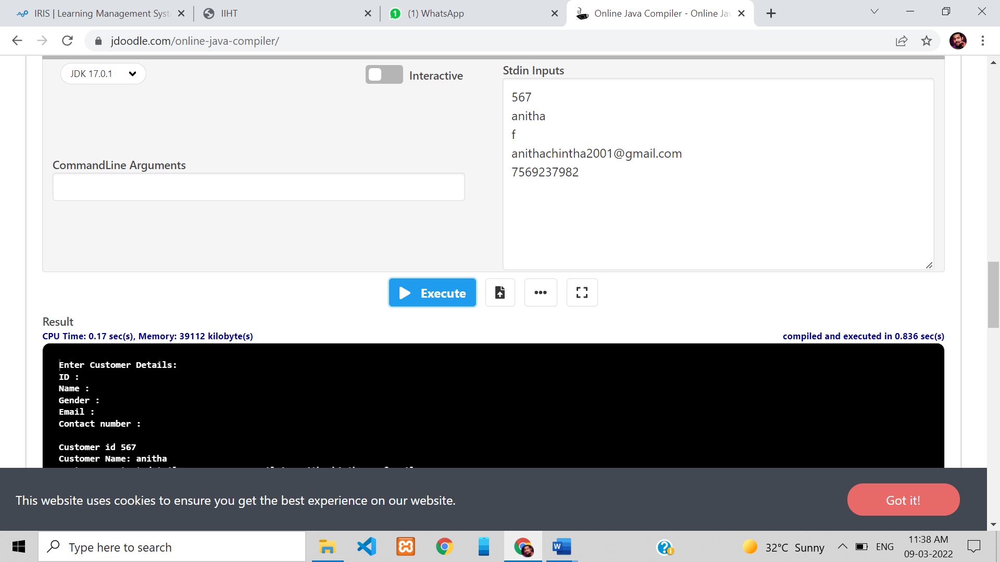 IRIS | Learning Management Syst
IIHT
(1) WhatsApp
Online Java Compiler - Online Jav
jdoodle.com/online-java-compiler/
JDK 17.0.1
Interactive
Stdin Inputs
567
anitha
f
anithachintha2001@gmail.com
7569237982
CommandLine Arguments
Execute
Result
CPU Time: 0.17 sec(s), Memory: 39112 kilobyte(s)
compiled and executed in 0.836 sec(s)
Enter Customer Details:
ID :
Name :
Gender :
Email :
Contact number :
Customer id 567
Customer Name: anitha
This website uses cookies to ensure you get the best experience on our website.
Got it!
Type here to search
32°C Sunny
ENG
11:38 AM
09-03-2022